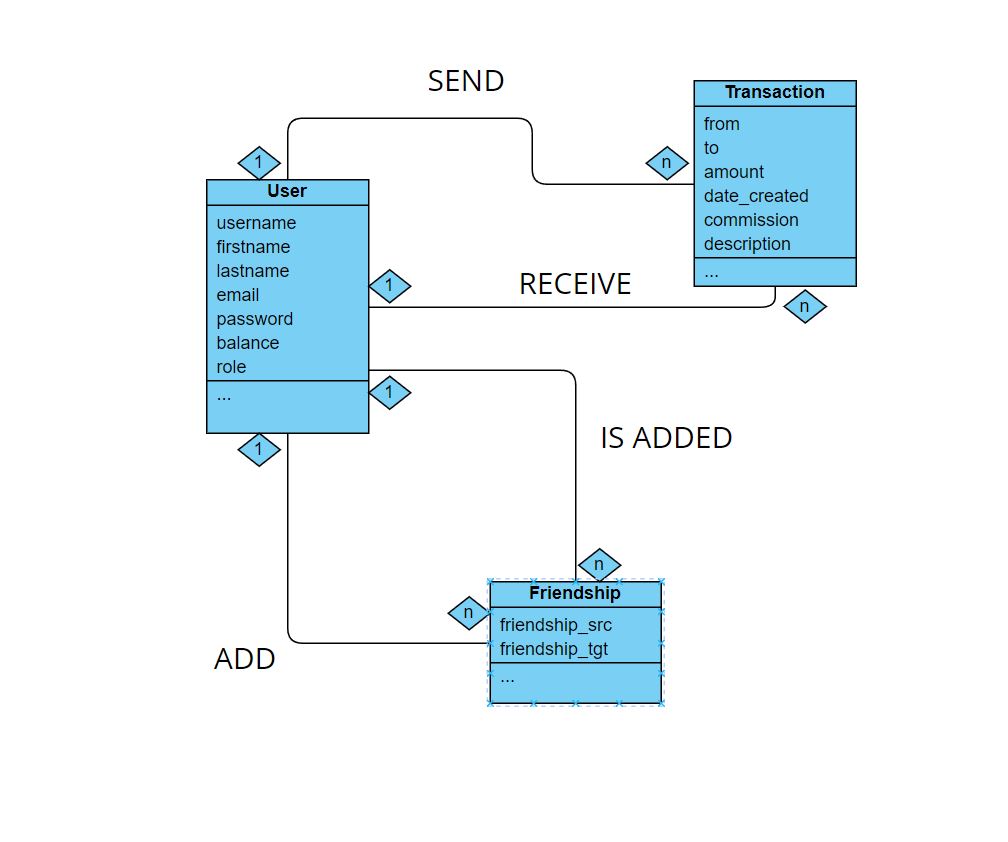 SEND
Transaction
from
to
amount
date_created
commission
description
...
n
1
User
username
firstname
lastname
email
password
balance
role
...
1
RECEIVE
n
1
IS ADDED
1
n
Friendship
friendship_src
friendship_tgt
...
n
ADD